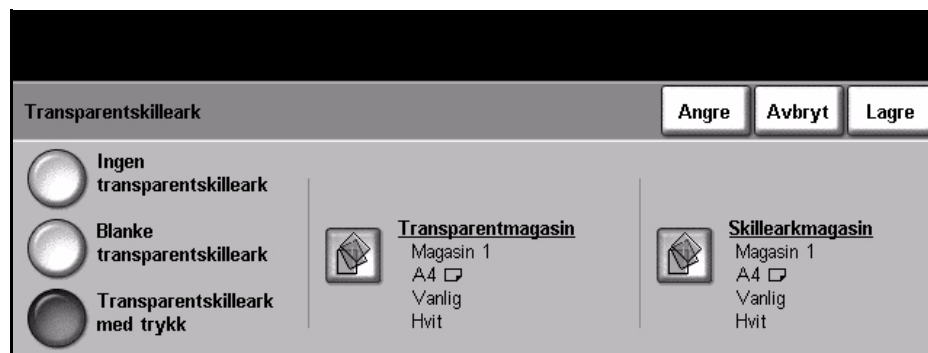 Transparentskilleark
Angre
Avbryt
Lagre
Ingen
transparentskilleark
Blanke
transparentskilleark
Transparentskilleark
med trykk
Transparentmagasin
Magasin 1
A4
Vanlig
Hvit
Skillearkmagasin
Magasin 1
A4
Vanlig
Hvit